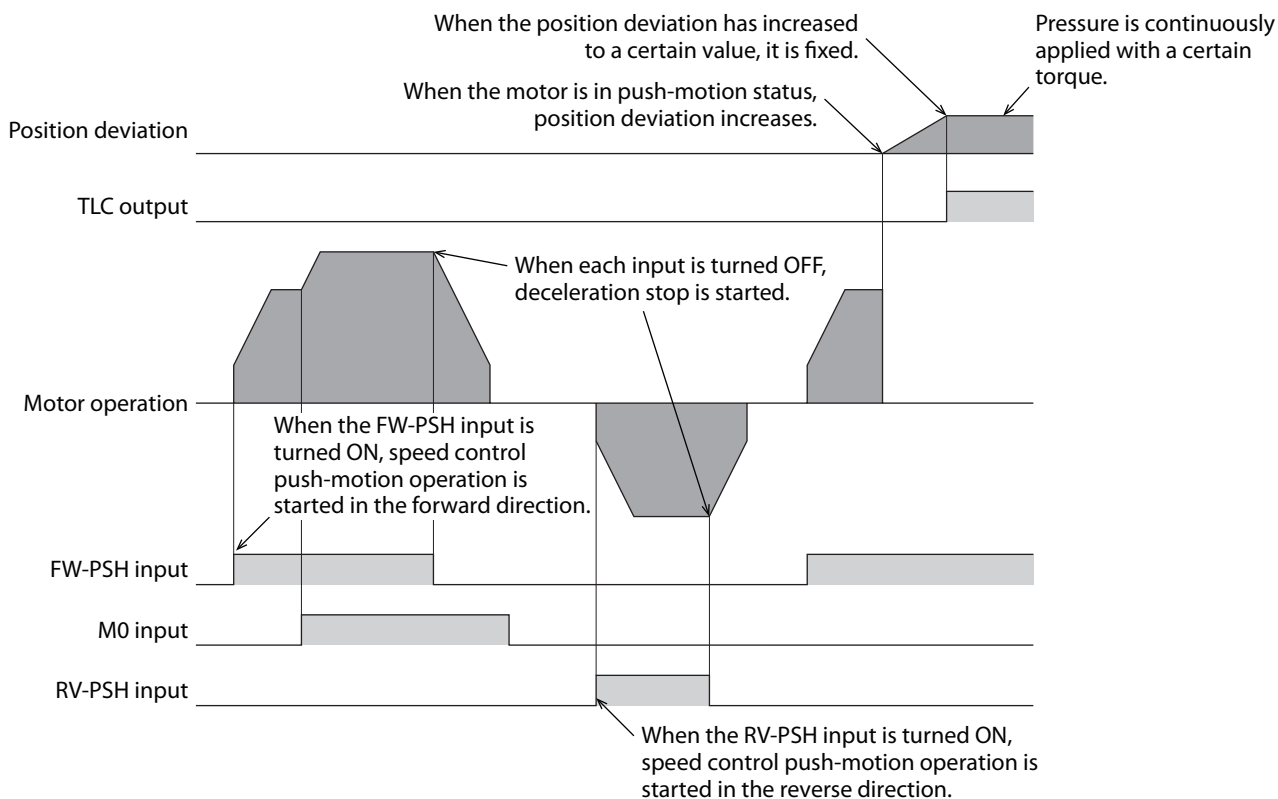 When the position deviation has increased
to a certain value, it is fixed.
Pressure is continuously
applied with a certain
torque.
When the motor is in push-motion status,
position deviation increases.
Position deviation
TLC output
When each input is turned OFF,
deceleration stop is started.
Motor operation
When the FW-PSH input is
turned ON, speed control
push-motion operation is
started in the forward direction.
FW-PSH input
M0 input
RV-PSH input
When the RV-PSH input is turned ON,
speed control push-motion operation is
started in the reverse direction.